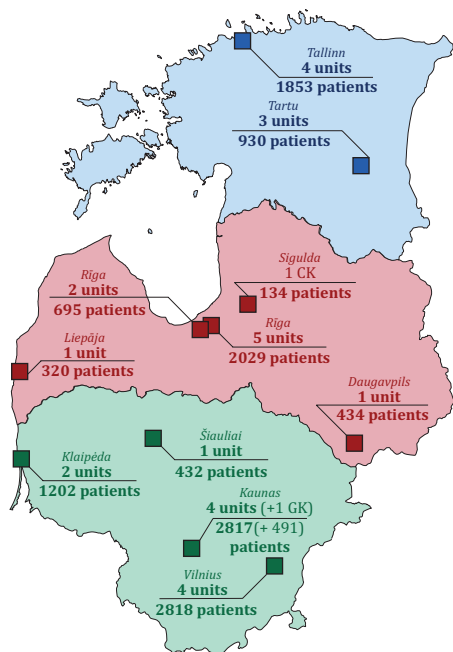 Tallinn
4 units
1853 patients
Tartu
3 units
930 patients
Sigulda
1 CK
134 patients
Rīga
2 units
695 patients
Rīga
5 units
2029 patients
Liepāja
1 unit
320 patients
Daugavpils
1 unit
434 patients
Šiauliai
1 unit
432 patients
Klaipėda
2 units
1202 patients
Kaunas
4 units (+1 GK)
2817(+ 491)
patients
Vilnius
4 units
2818 patients